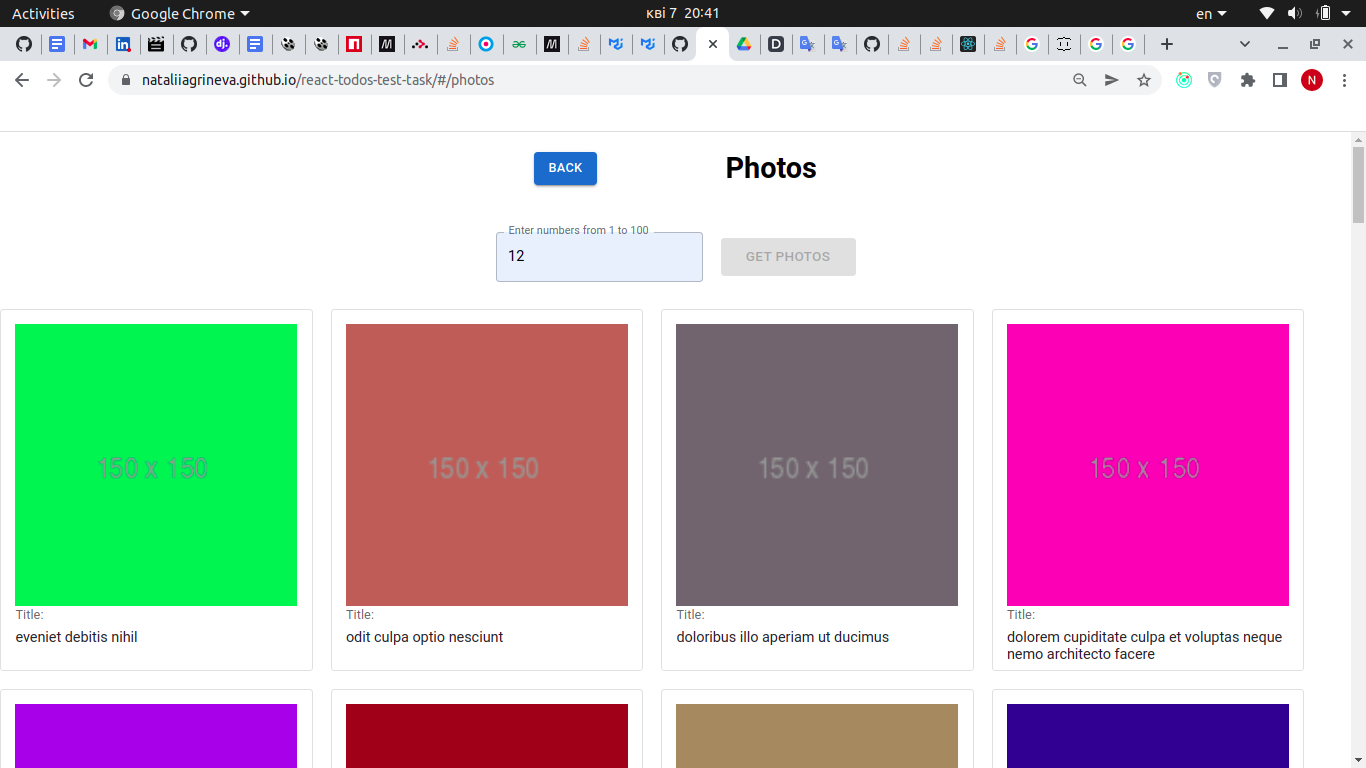 Activities Google Chrome кві 7 20:41 en
nataliiagrineva.github.io/react-todos-test-task/#/photos N
BACK Photos
Enter numbers from 1 to 100
12 GET PHOTOS
150 x 150 150 x 150 150 x 150 150 x 150
Title: Title: Title: Title:
eveniet debitis nihil odit culpa optio nesciunt doloribus illo aperiam ut ducimus dolorem cupiditate culpa et voluptas neque
nemo architecto facere